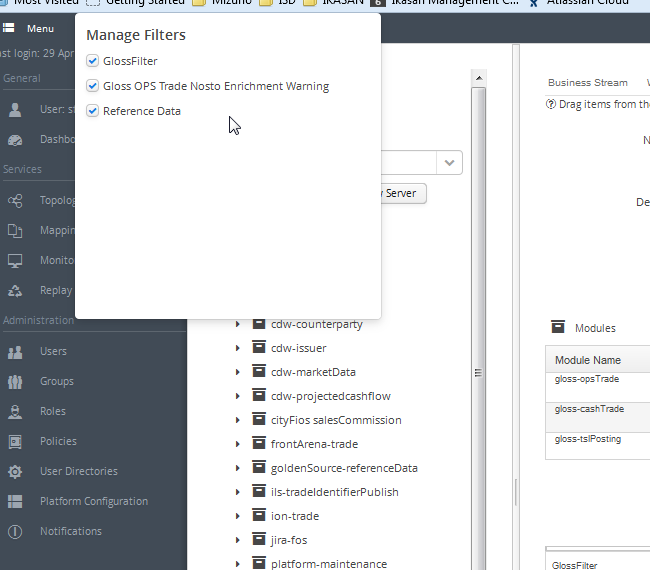 Most Visited
Getting Started
Mizuno
ISD
IKASAN
Ikasan Management C...
Atlassian Cloud
Menu
ast login: 29 Apr
General
User: s
Dashbo
Services
Topolog
Mappin
Monito
Replay
Administration
Users
Groups
Roles
Policies
User Directories
Platform Configuration
Notifications
Manage Filters
GlossFilter
Gloss OPS Trade Nosto Enrichment Warning
Reference Data
Server
cdw-counterparty
cdw-issuer
cdw-marketData
cdw-projectedcashflow
cityFios salesCommission
frontArena-trade
goldenSource-referenceData
ils-tradeIdentifierPublish
ion-trade
jira-fos
platform-maintenance
Business Stream
Drag items from the
N
De
Modules
Module Name
gloss-opsTrade
gloss-cashTrade
gloss-tslPosting
GlossFilter